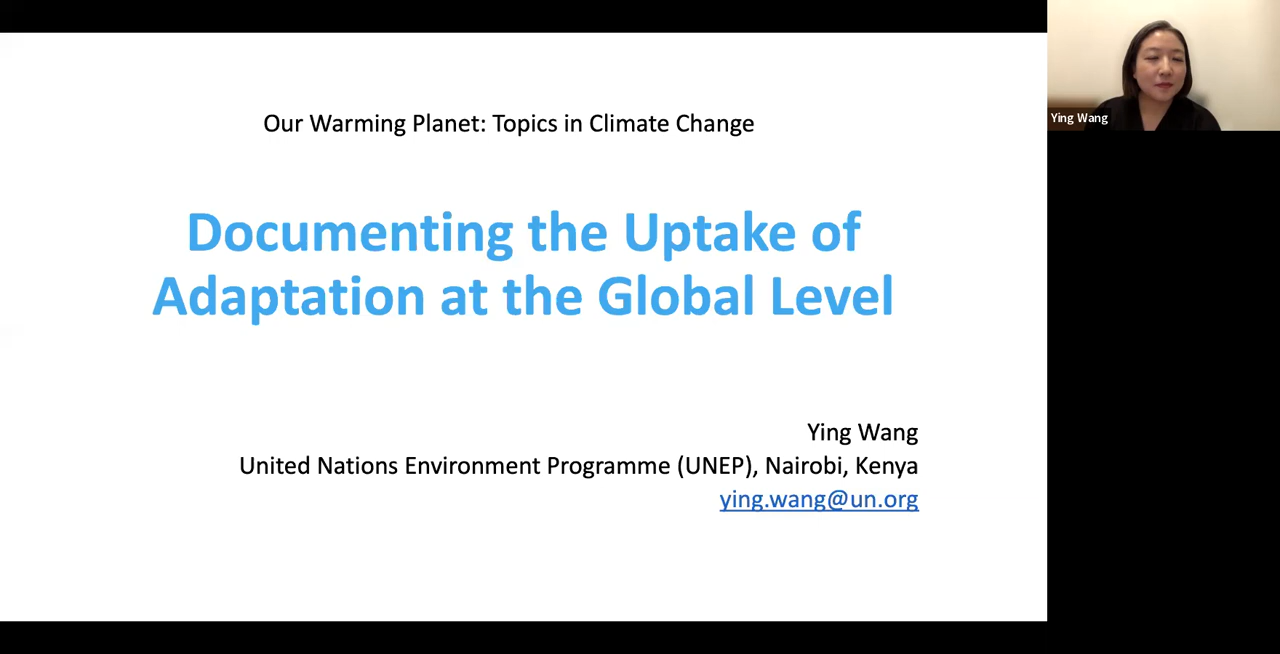 Our Warming Planet: Topics in Climate Change
Documenting the Uptake of
Adaptation at the Global Level
Ying Wang
United Nations Environment Programme (UNEP), Nairobi, Kenya
ying.wang@un.org
Ying Wang